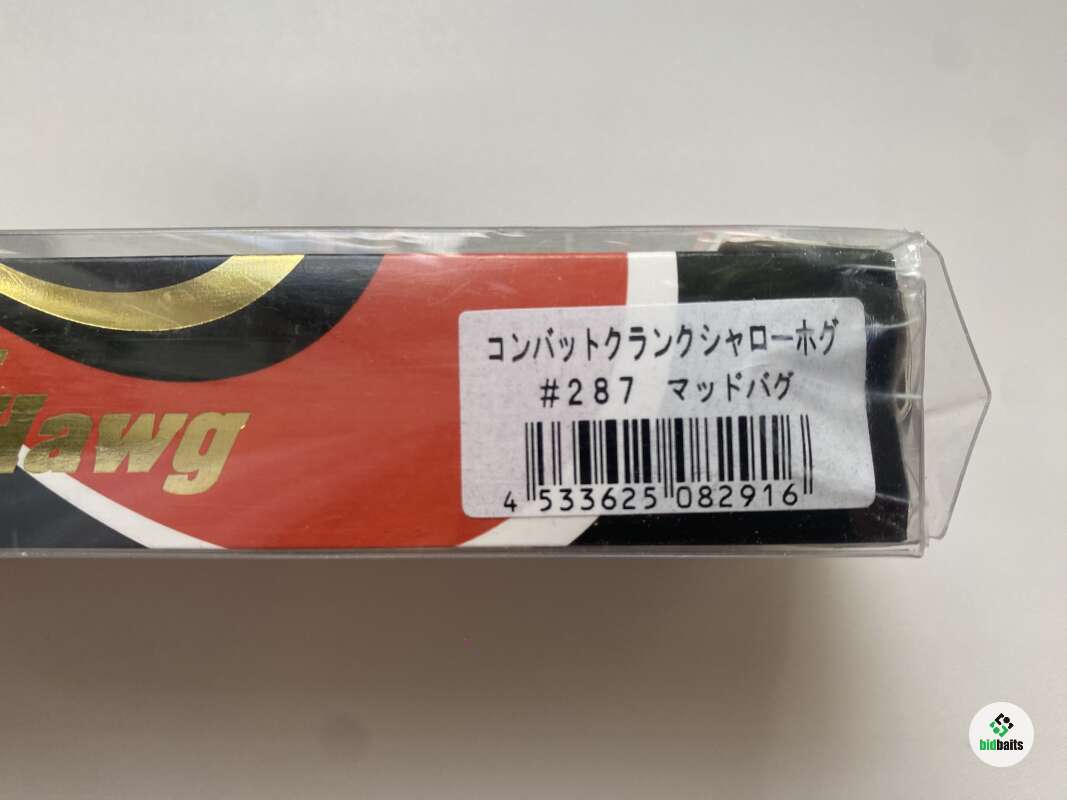 コンバットクランクシャローホグ
#287 マッドバグ
4 533625 082916
bidbaits